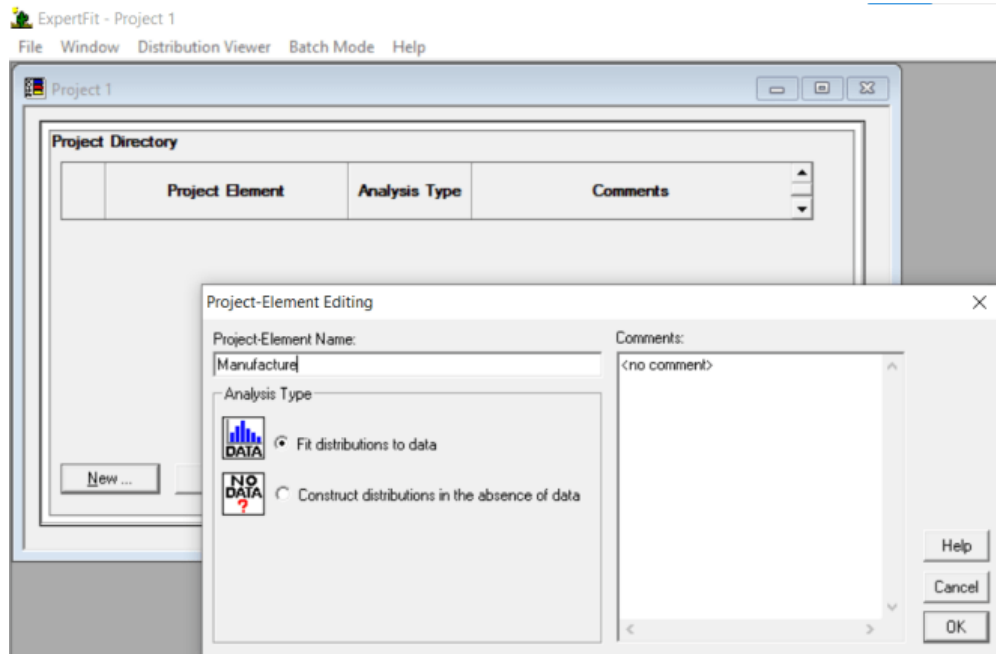 ExpertFit - Project 1
File Window Distribution Viewer Batch Mode Help
Project 1
Project Directory
Project Element Analysis Type Comments
New ...
Project-Element Editing
Project-Element Name:
Manufacture
Comments:
<no comment>
Analysis Type
DATA
Fit distributions to data
NO
DATA
?
Construct distributions in the absence of data
Help
Cancel
OK